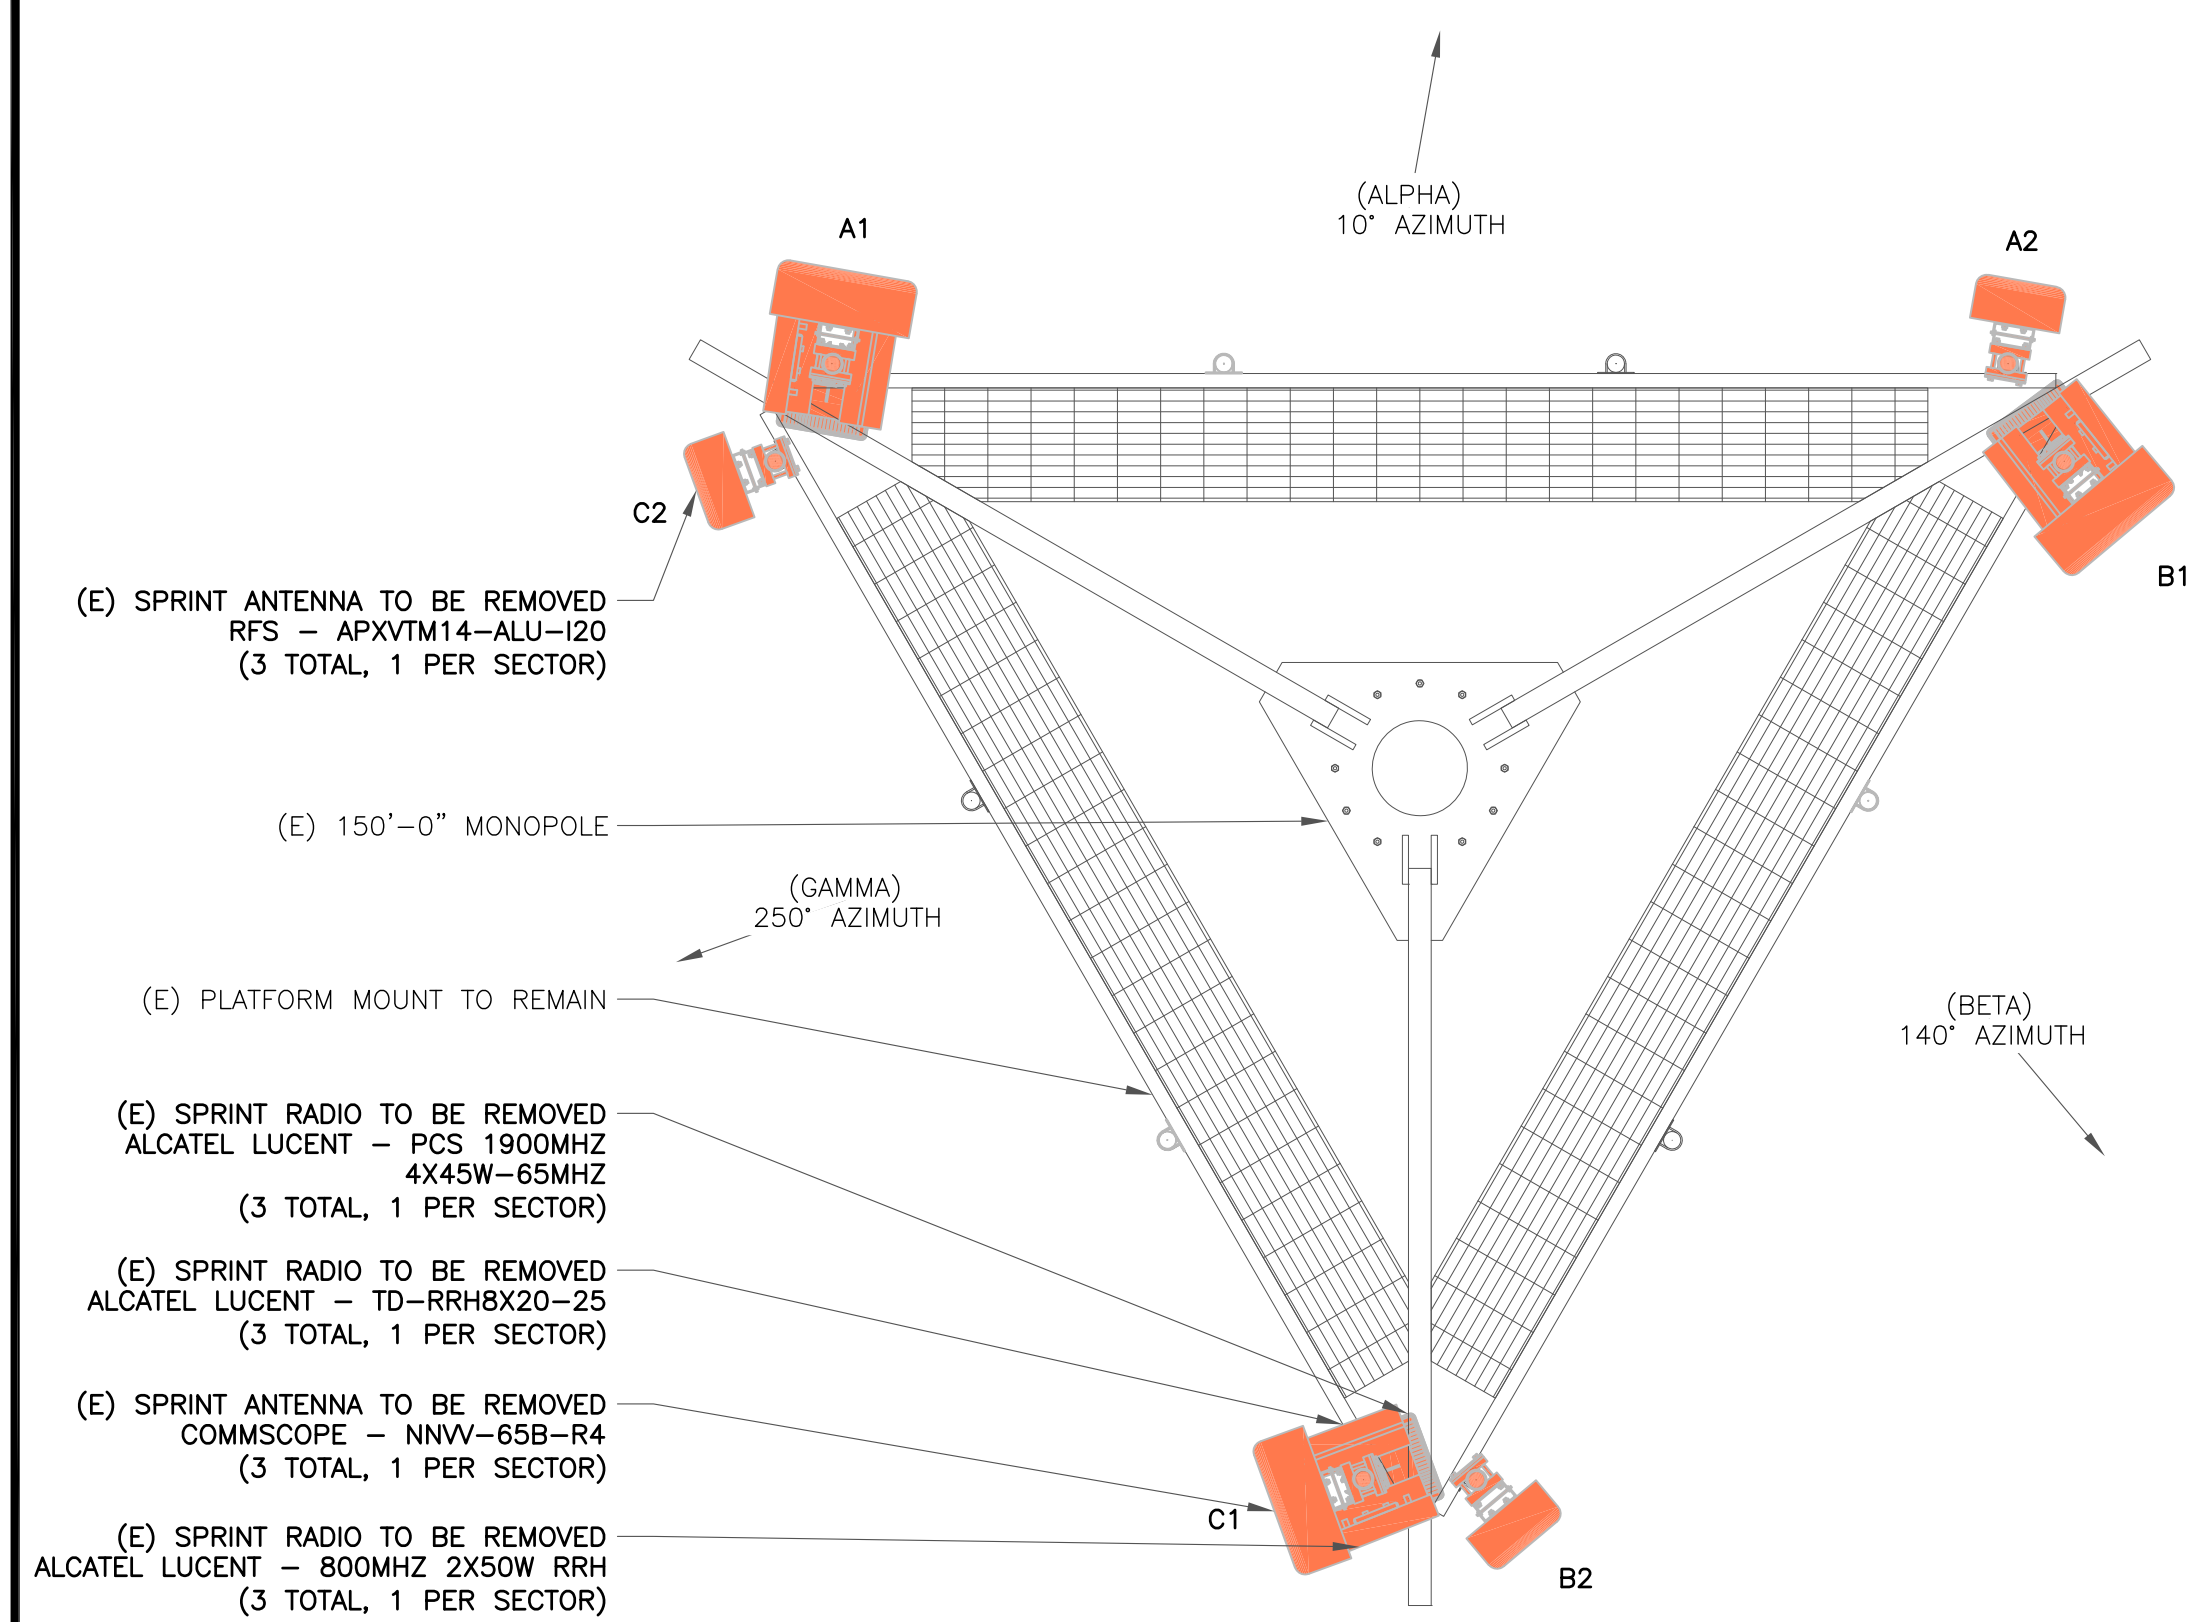 (ALPHA)
10° AZIMUTH
A1
A2
C2
B1
(E) SPRINT ANTENNA TO BE REMOVED
RFS – APXVTM14–ALU–I20
(3 TOTAL, 1 PER SECTOR)
(E) 150'–0" MONOPOLE
(GAMMA)
250° AZIMUTH
(E) PLATFORM MOUNT TO REMAIN
(BETA)
140° AZIMUTH
(E) SPRINT RADIO TO BE REMOVED
ALCATEL LUCENT – PCS 1900MHZ
4X45W–65MHZ
(3 TOTAL, 1 PER SECTOR)
(E) SPRINT RADIO TO BE REMOVED
ALCATEL LUCENT – TD–RRH8X20–25
(3 TOTAL, 1 PER SECTOR)
(E) SPRINT ANTENNA TO BE REMOVED
COMMSCOPE – NNVV–65B–R4
(3 TOTAL, 1 PER SECTOR)
C1
(E) SPRINT RADIO TO BE REMOVED
ALCATEL LUCENT – 800MHZ 2X50W RRH
(3 TOTAL, 1 PER SECTOR)
B2